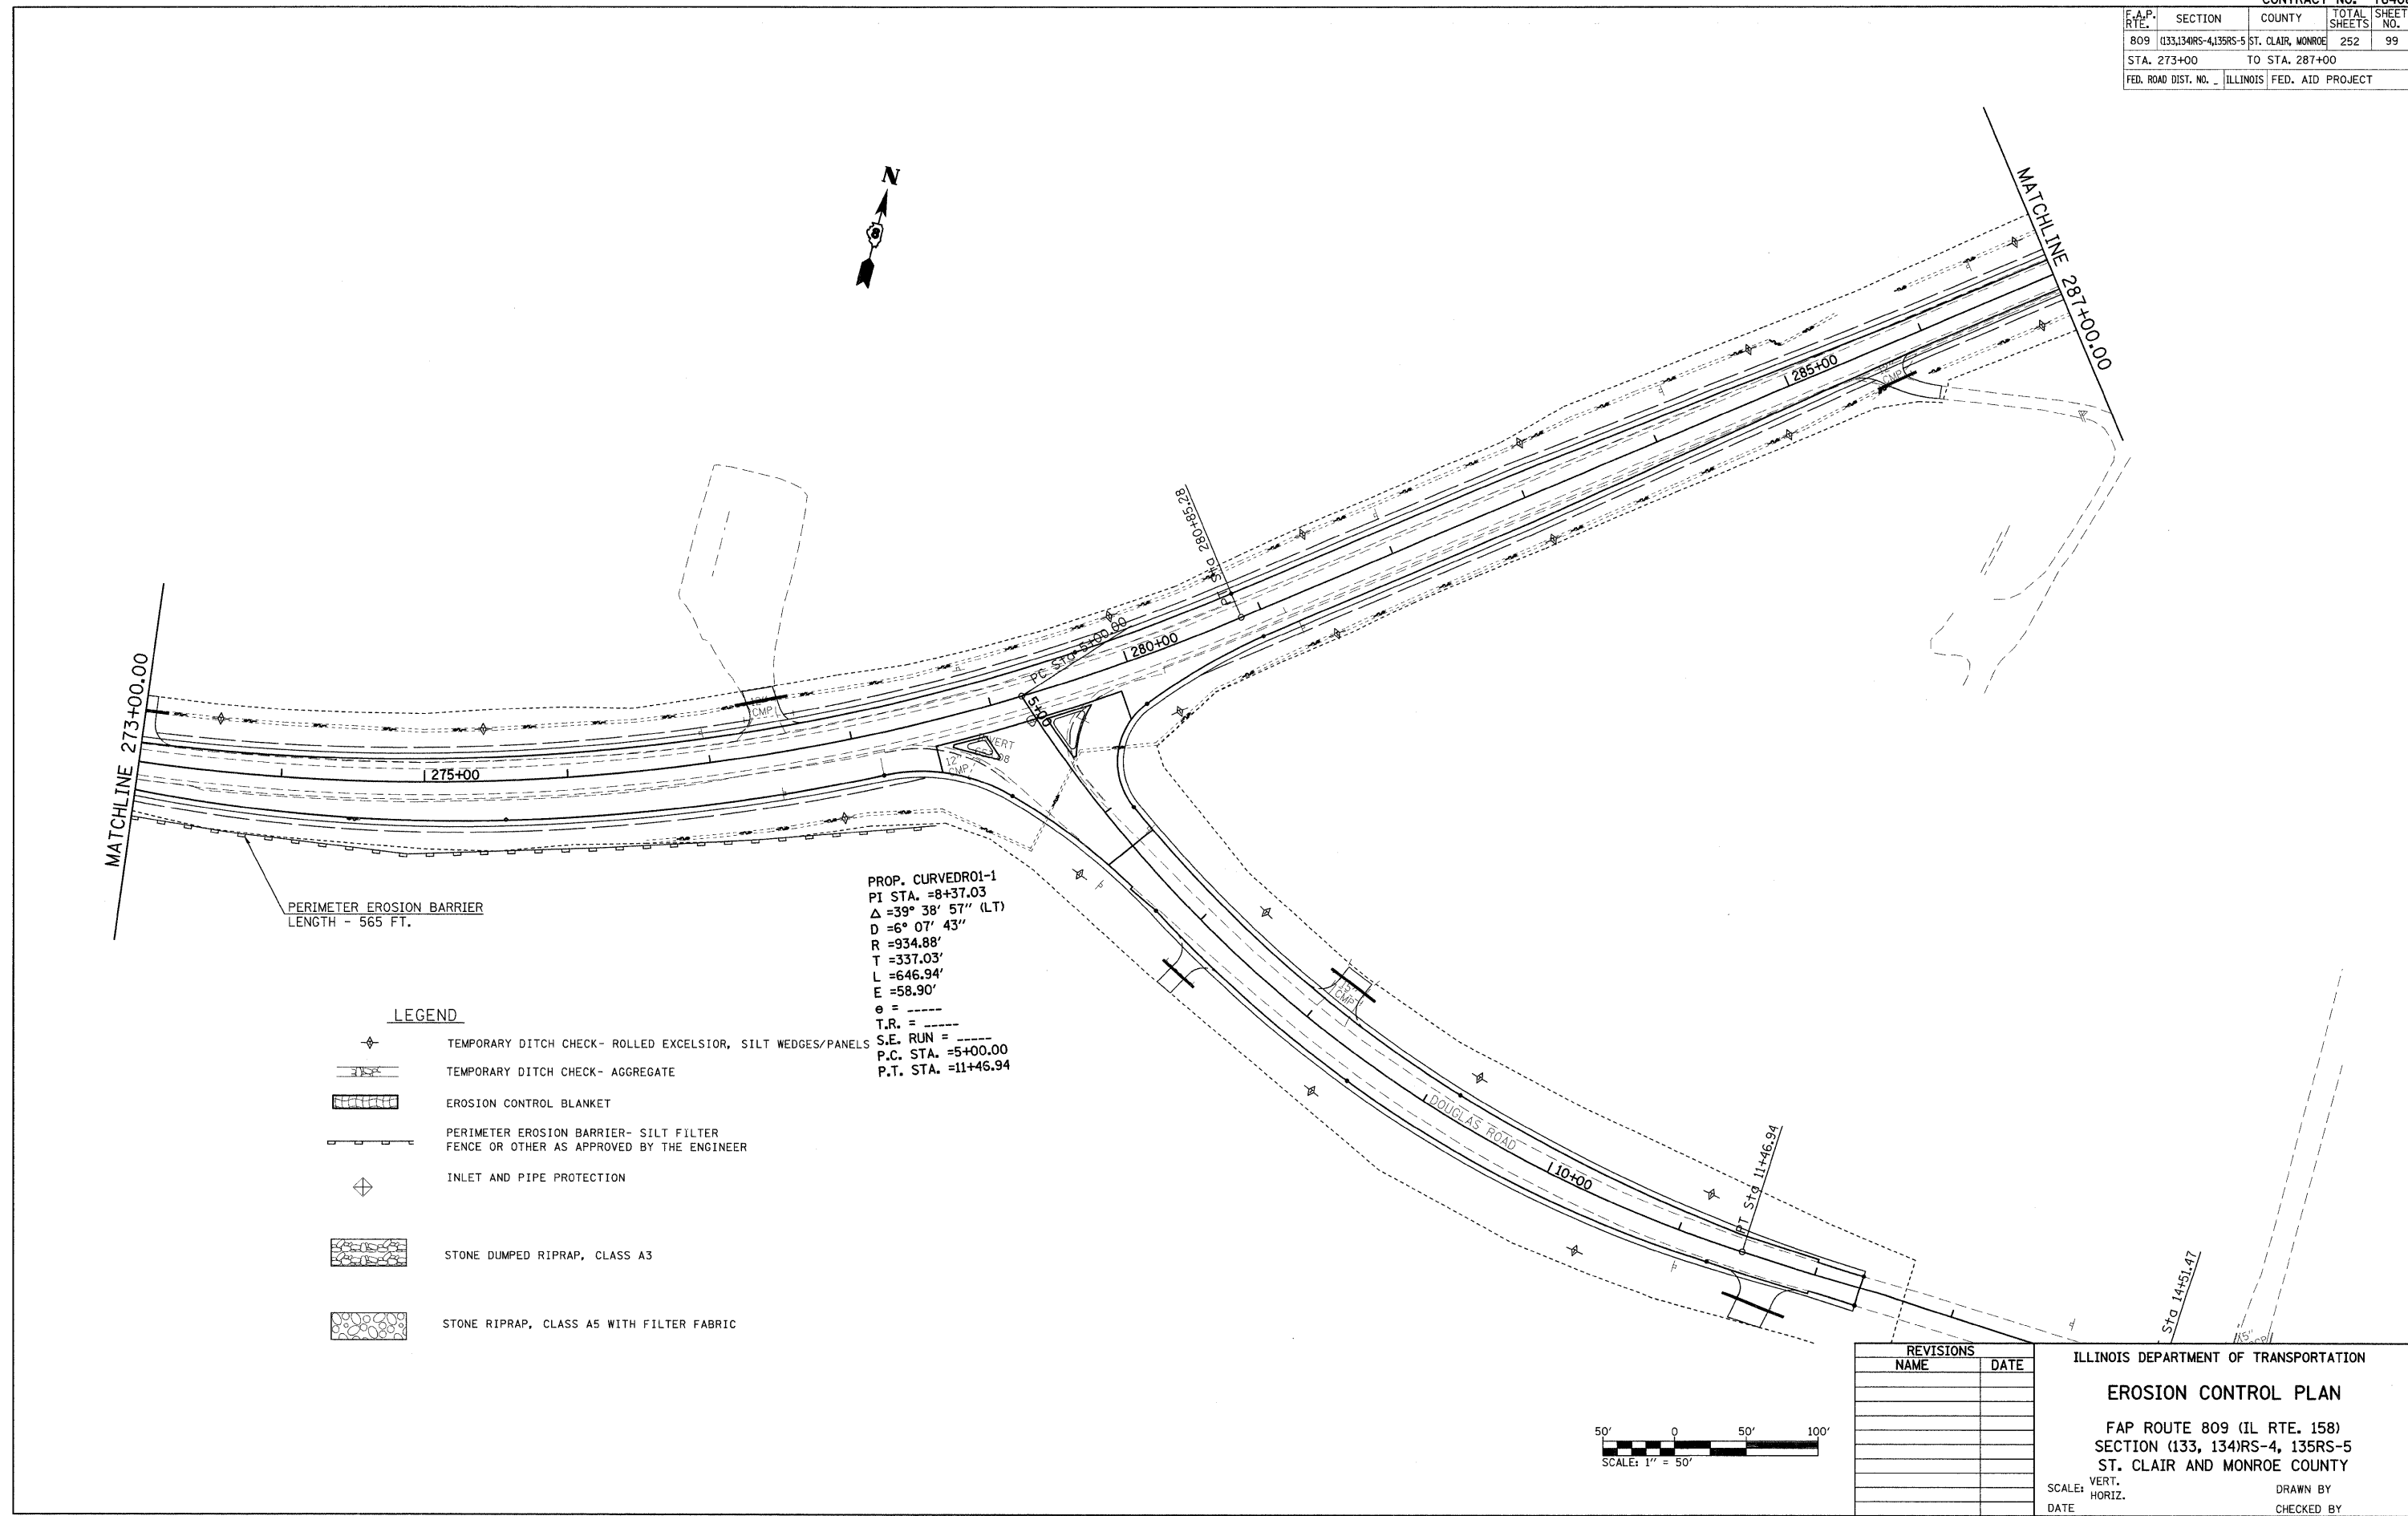 CONTRACT NO.
F.A.P. RTE. SECTION COUNTY TOTAL SHEETS SHEET NO.
809 (133,134)RS-4,135RS-5 ST. CLAIR, MONROE 252 99
STA. 273+00 TO STA. 287+00
FED. ROAD DIST. NO. _ ILLINOIS FED. AID PROJECT
N
8
MATCHLINE 287+00.00
285+00
12" CMP
PT Sta 280+85.28
PC Sta 5+00.00
280+00
MATCHLINE 273+00.00
CMP
5+00
275+00
12" CMP
PERIMETER EROSION BARRIER
LENGTH - 565 FT.
PROP. CURVEDR01-1
PI STA. =8+37.03
Δ =39° 38' 57" (LT)
D =6° 07' 43"
R =934.88'
T =337.03'
L =646.94'
E =58.90'
e = -----
T.R. = -----
S.E. RUN = -----
P.C. STA. =5+00.00
P.T. STA. =11+46.94
15" CMP
DOUGLAS ROAD
10+00
PT Sta 11+46.94
Sta 14+51.47
15"
LEGEND
TEMPORARY DITCH CHECK- ROLLED EXCELSIOR, SILT WEDGES/PANELS
TEMPORARY DITCH CHECK- AGGREGATE
EROSION CONTROL BLANKET
PERIMETER EROSION BARRIER- SILT FILTER
FENCE OR OTHER AS APPROVED BY THE ENGINEER
INLET AND PIPE PROTECTION
STONE DUMPED RIPRAP, CLASS A3
STONE RIPRAP, CLASS A5 WITH FILTER FABRIC
50' 0 50' 100'
SCALE: 1" = 50'
REVISIONS
NAME DATE
ILLINOIS DEPARTMENT OF TRANSPORTATION
EROSION CONTROL PLAN
FAP ROUTE 809 (IL RTE. 158)
SECTION (133, 134)RS-4, 135RS-5
ST. CLAIR AND MONROE COUNTY
SCALE: VERT.
HORIZ.
DRAWN BY
DATE
CHECKED BY